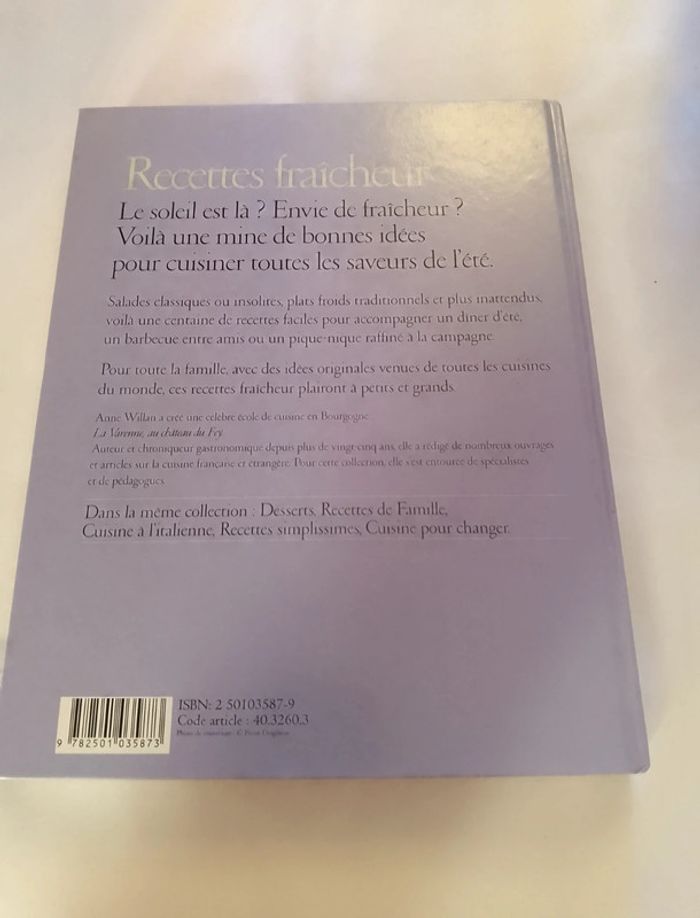 Recettes fraîcheur
Le soleil est là ? Envie de fraîcheur ?
Voilà une mine de bonnes idées
pour cuisiner toutes les saveurs de l'été.
Salades classiques ou insolites, plats froids traditionnels et plus inattendus,
voilà une centaine de recettes faciles pour accompagner un dîner d'été,
un barbecue entre amis ou un pique-nique raffiné à la campagne.
Pour toute la famille, avec des idées originales venues de toutes les cuisines
du monde, ces recettes fraîcheur plairont à petits et grands.
Anne Willan a créé une célèbre école de cuisine en Bourgogne :
La Varenne, au château du Feÿ.
Auteur et chroniqueur gastronomique depuis plus de vingt-cinq ans, elle a rédigé de nombreux ouvrages
et articles sur la cuisine française et étrangère. Pour cette collection, elle s'est entourée de spécialistes
et de pédagogues.
Dans la même collection : Desserts, Recettes de Famille,
Cuisine à l'italienne, Recettes simplissimes, Cuisine pour changer.
ISBN: 2 50103587-9
Code article : 40.3260.3
Photo de couverture : ©
9 782501 035873